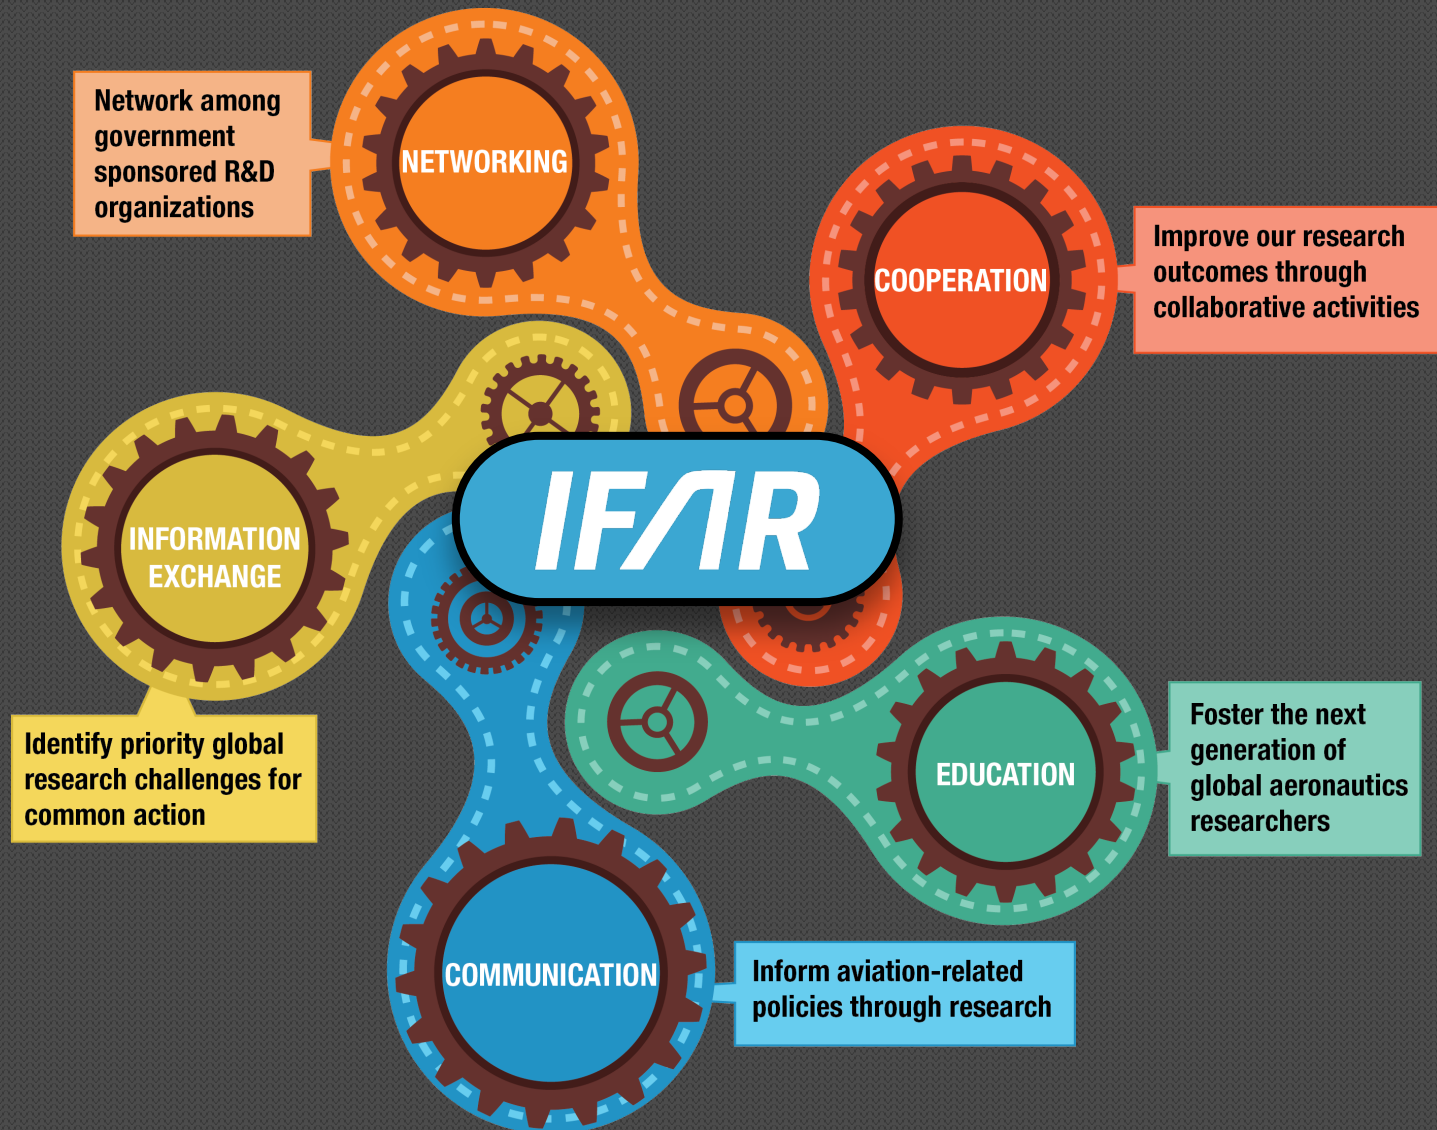 Network among
government
sponsored R&D
organizations
NETWORKING
COOPERATION
Improve our research
outcomes through
collaborative activities
INFORMATION
EXCHANGE
IFAR
Identify priority global
research challenges for
common action
EDUCATION
Foster the next
generation of
global aeronautics
researchers
COMMUNICATION
Inform aviation-related
policies through research